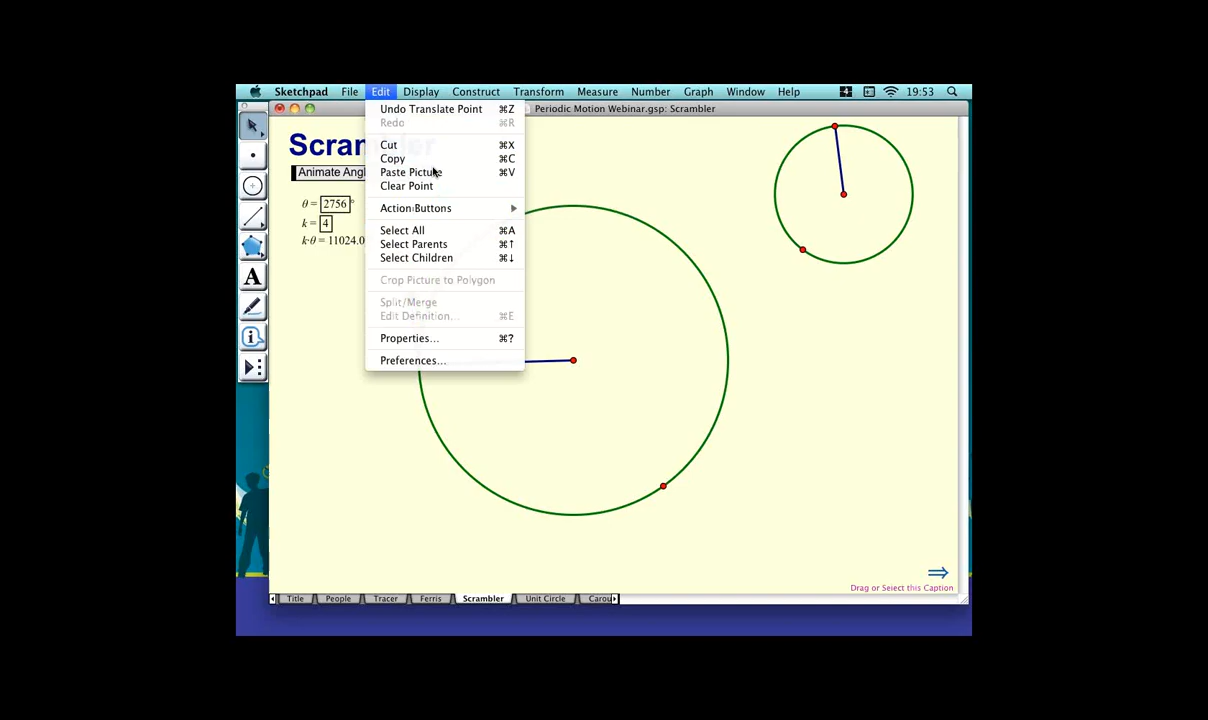 Sketchpad File Edit Display Construct Transform Measure Number Graph Window Help 4 19:53
Periodic Motion Webinar.gsp: Scrambler
Undo Translate Point ⌘Z
Redo ⌘R
Cut ⌘X
Copy ⌘C
Paste Picture ⌘V
Clear Point
Action Buttons
Select All ⌘A
Select Parents ⌘↑
Select Children ⌘↓
Crop Picture to Polygon
Split/Merge
Edit Definition... ⌘E
Properties... ⌘?
Preferences...
Scrambler
Animate Angl
θ = 2756°
k = 4
k·θ = 11024.0
A
Drag or Select this Caption
Title People Tracer Ferris Scrambler Unit Circle Carou